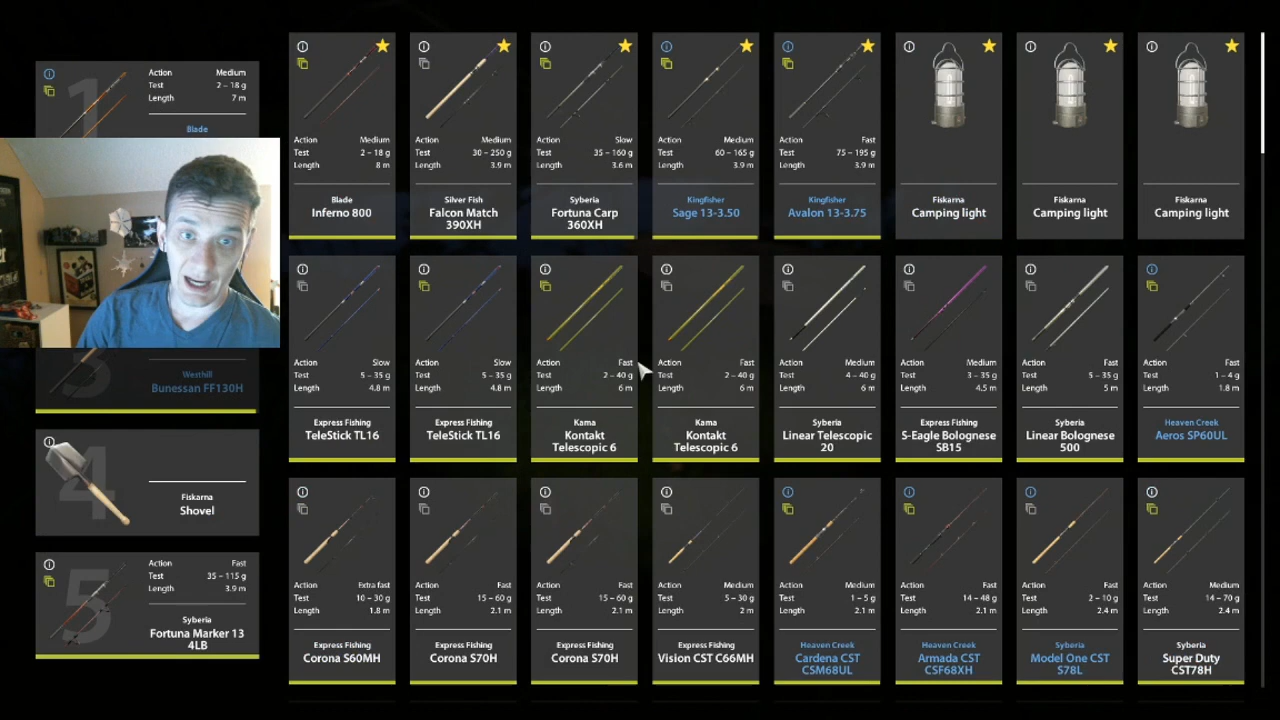 1
Action Medium
Test 2 – 18 g
Length 7 m
Blade
3
Westhill
Bunessan FF130H
4
Fiskarna
Shovel
5
Action Fast
Test 35 – 115 g
Length 3.9 m
Syberia
Fortuna Marker 13
4LB
Action Medium
Test 2 – 18 g
Length 8 m
Blade
Inferno 800
Action Medium
Test 30 – 250 g
Length 3.9 m
Silver Fish
Falcon Match
390XH
Action Slow
Test 35 – 160 g
Length 3.6 m
Syberia
Fortuna Carp
360XH
Action Medium
Test 60 – 165 g
Length 3.9 m
Kingfisher
Sage 13-3.50
Action Fast
Test 75 – 195 g
Length 3.9 m
Kingfisher
Avalon 13-3.75
Fiskarna
Camping light
Fiskarna
Camping light
Fiskarna
Camping light
Action Slow
Test 5 – 35 g
Length 4.8 m
Express Fishing
TeleStick TL16
Action Slow
Test 5 – 35 g
Length 4.8 m
Express Fishing
TeleStick TL16
Action Fast
Test 2 – 40 g
Length 6 m
Kama
Kontakt
Telescopic 6
Action Fast
Test 2 – 40 g
Length 6 m
Kama
Kontakt
Telescopic 6
Action Medium
Test 4 – 40 g
Length 6 m
Syberia
Linear Telescopic
20
Action Medium
Test 3 – 35 g
Length 4.5 m
Express Fishing
S-Eagle Bolognese
SB15
Action Medium
Test 5 – 35 g
Length 5 m
Syberia
Linear Bolognese
500
Action Fast
Test 1 – 4 g
Length 1.8 m
Heaven Creek
Aeros SP60UL
Action Extra fast
Test 10 – 30 g
Length 1.8 m
Express Fishing
Corona S60MH
Action Fast
Test 15 – 60 g
Length 2.1 m
Express Fishing
Corona S70H
Action Fast
Test 15 – 60 g
Length 2.1 m
Express Fishing
Corona S70H
Action Medium
Test 5 – 30 g
Length 2 m
Express Fishing
Vision CST C66MH
Action Medium
Test 1 – 5 g
Length 2.1 m
Heaven Creek
Cardena CST
CSM68UL
Action Fast
Test 14 – 48 g
Length 2.1 m
Heaven Creek
Armada CST
CSF68XH
Action Fast
Test 2 – 10 g
Length 2.4 m
Syberia
Model One CST
S78L
Action Medium
Test 14 – 70 g
Length 2.4 m
Syberia
Super Duty
CST78H